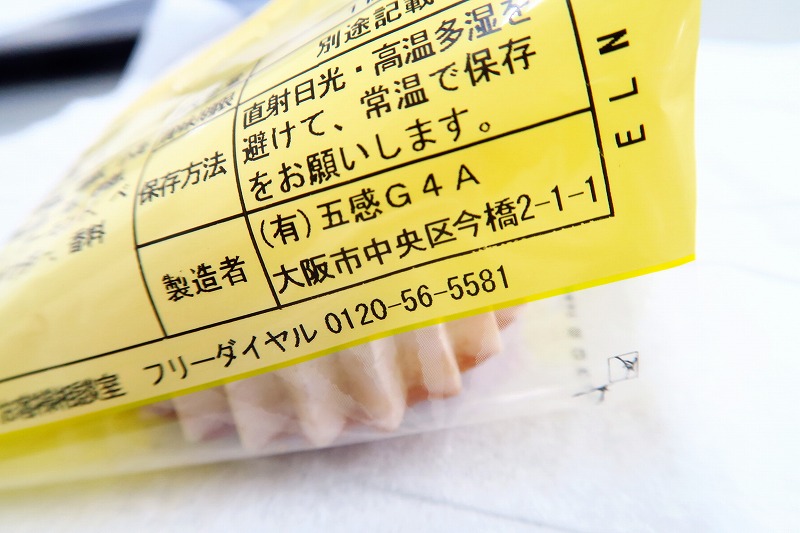 別途記載
保存方法
直射日光・高温多湿を
避けて、常温で保存
をお願いします。
製造者
(有)五感G4A
大阪市中央区今橋2-1-1
フリーダイヤル 0120-56-5581
ELN